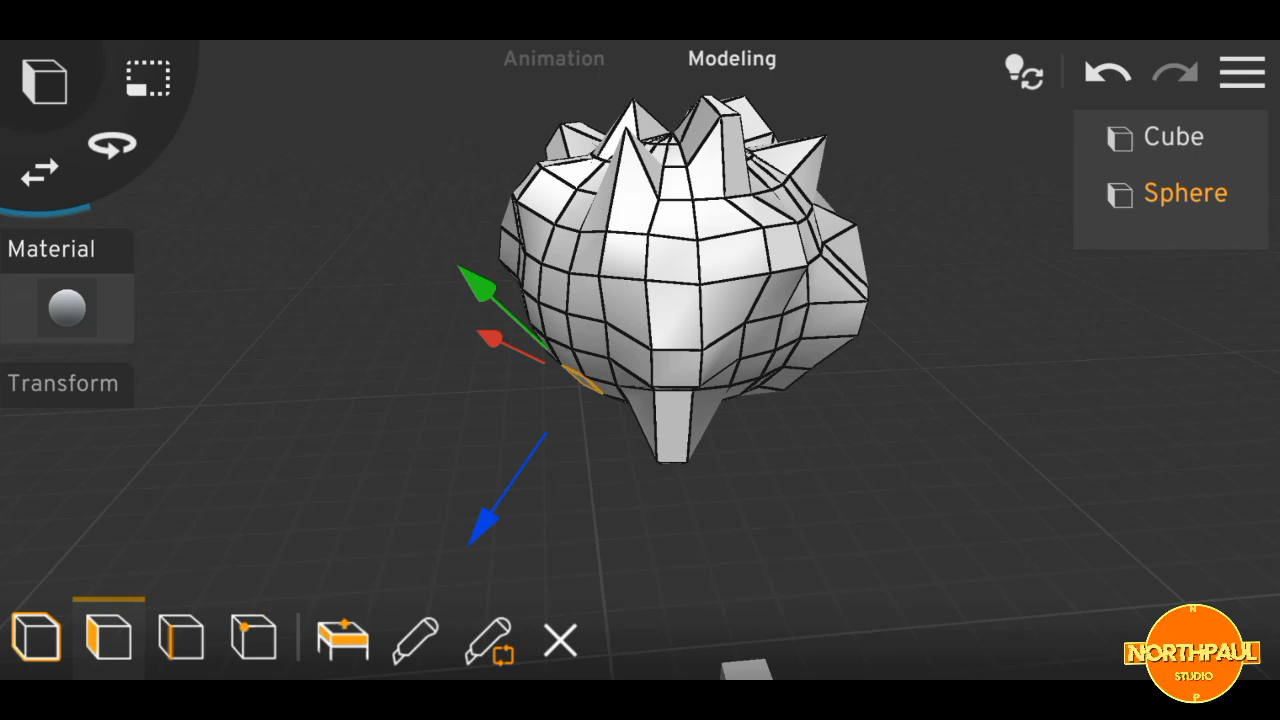 Animation
Modeling
Cube
Sphere
Material
Transform
N
NORTHPAUL
STUDIO
P